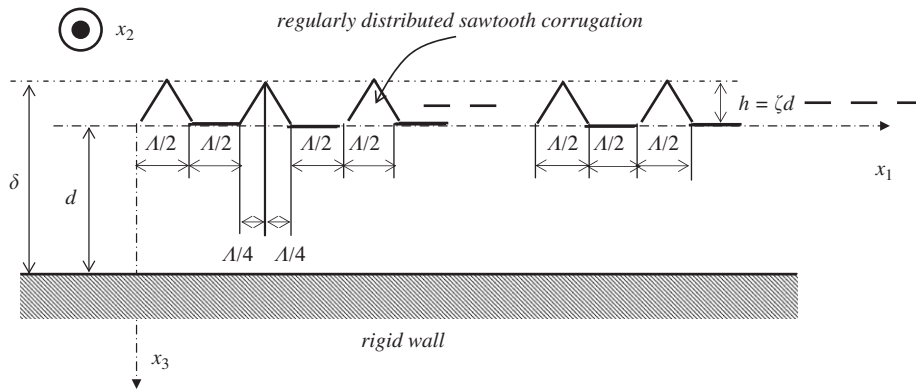 regularly distributed sawtooth corrugation
x₂
h = ζd
Λ/2 Λ/2 Λ/2 Λ/2 Λ/2 Λ/2 Λ/2
x₁
δ
d
Λ/4 Λ/4
rigid wall
x₃